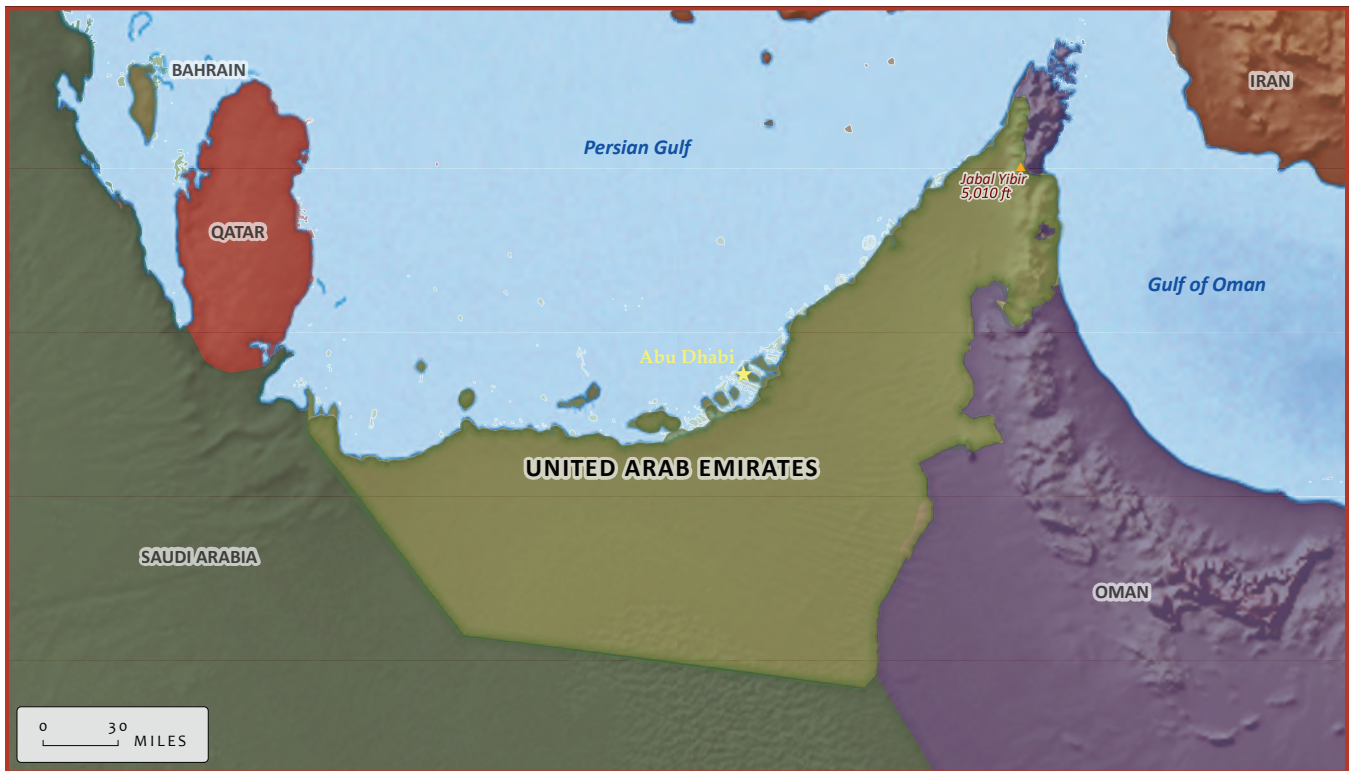 BAHRAIN
IRAN
Persian Gulf
Jabal Yibir
5,010 ft
QATAR
Gulf of Oman
Abu Dhabi
UNITED ARAB EMIRATES
SAUDI ARABIA
OMAN
0 30
MILES